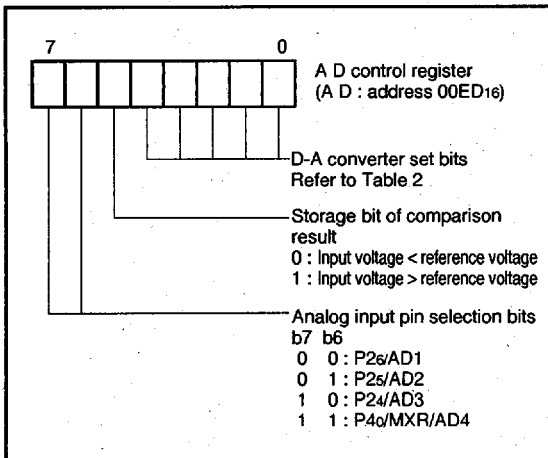 7 0
A D control register
(A D : address 00ED16)
D-A converter set bits
Refer to Table 2
Storage bit of comparison
result
0 : Input voltage < reference voltage
1 : Input voltage > reference voltage
Analog input pin selection bits
b7 b6
0 0 : P26/AD1
0 1 : P25/AD2
1 0 : P24/AD3
1 1 : P40/MXR/AD4